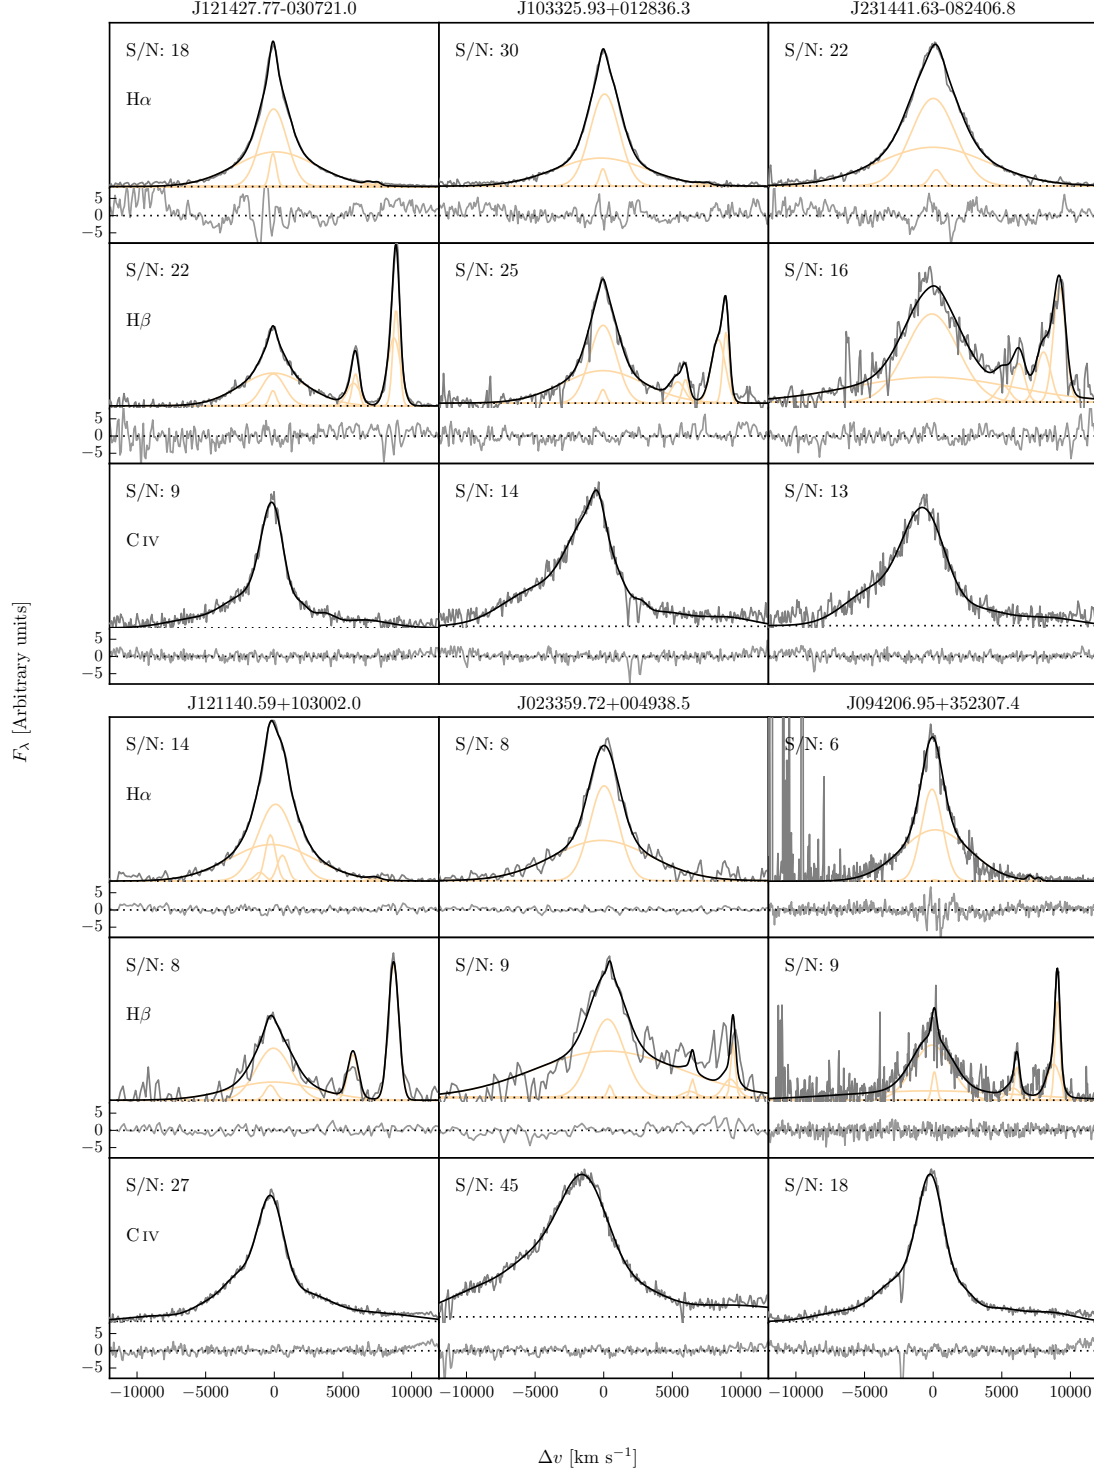 J121427.77-030721.0 J103325.93+012836.3 J231441.63-082406.8
S/N: 18 S/N: 30 S/N: 22
Hα
5
0
−5
S/N: 22 S/N: 25 S/N: 16
Hβ
5
0
−5
S/N: 9 S/N: 14 S/N: 13
C IV
5
0
−5
F_λ [Arbitrary units]
J121140.59+103002.0 J023359.72+004938.5 J094206.95+352307.4
S/N: 14 S/N: 8 S/N: 6
Hα
5
0
−5
S/N: 8 S/N: 9 S/N: 9
Hβ
5
0
−5
S/N: 27 S/N: 45 S/N: 18
C IV
5
0
−5
−10000 −5000 0 5000 10000 −10000 −5000 0 5000 10000 −10000 −5000 0 5000 10000
Δv [km s⁻¹]